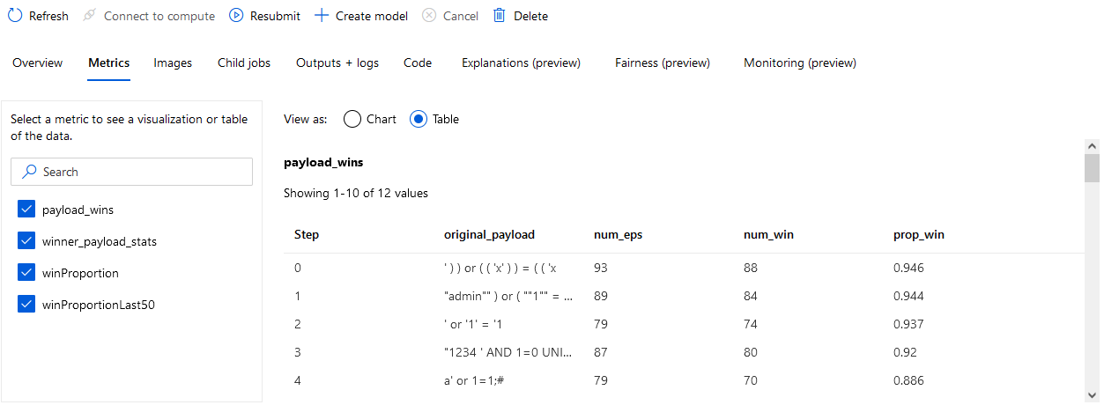 Refresh Connect to compute Resubmit Create model Cancel Delete
Overview Metrics Images Child jobs Outputs + logs Code Explanations (preview) Fairness (preview) Monitoring (preview)
Select a metric to see a visualization or table
of the data.
Search
payload_wins
winner_payload_stats
winProportion
winProportionLast50
View as: Chart Table
payload_wins
Showing 1-10 of 12 values
Step original_payload num_eps num_win prop_win
0 ' ) ) or ( ( 'x' ) ) = ( ( 'x 93 88 0.946
1 "admin"" ) or ( ""1"" = ... 89 84 0.944
2 ' or '1' = '1 79 74 0.937
3 "1234 ' AND 1=0 UNI... 87 80 0.92
4 a' or 1=1;# 79 70 0.886